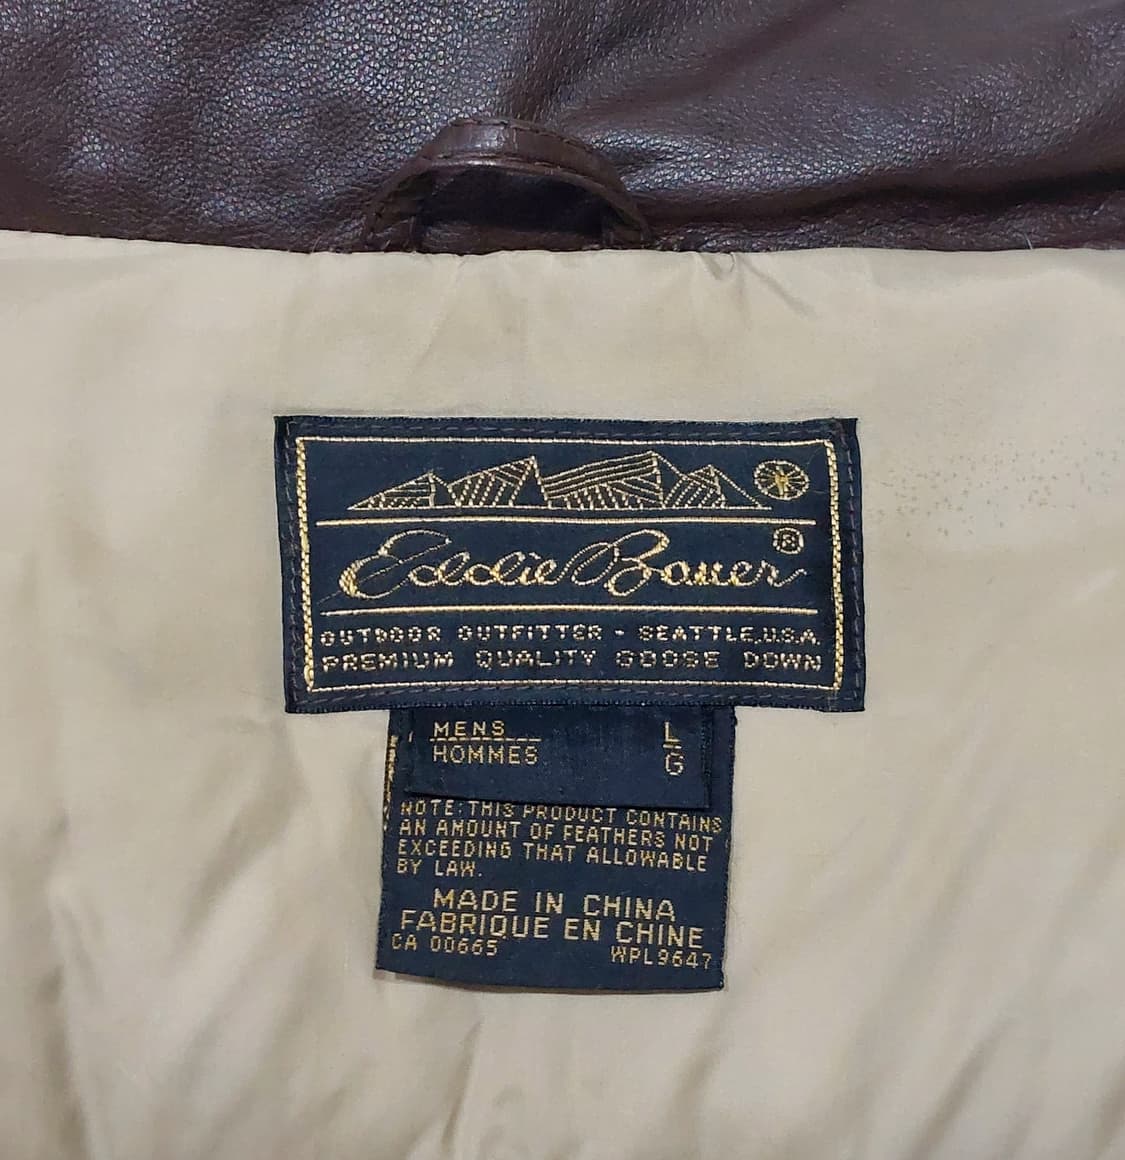 Eddie Bauer®
OUTDOOR OUTFITTER - SEATTLE, U.S.A.
PREMIUM QUALITY GOOSE DOWN
MENS L
HOMMES G
NOTE: THIS PRODUCT CONTAINS
AN AMOUNT OF FEATHERS NOT
EXCEEDING THAT ALLOWABLE
BY LAW.
MADE IN CHINA
FABRIQUE EN CHINE
CA 00665 WPL9647